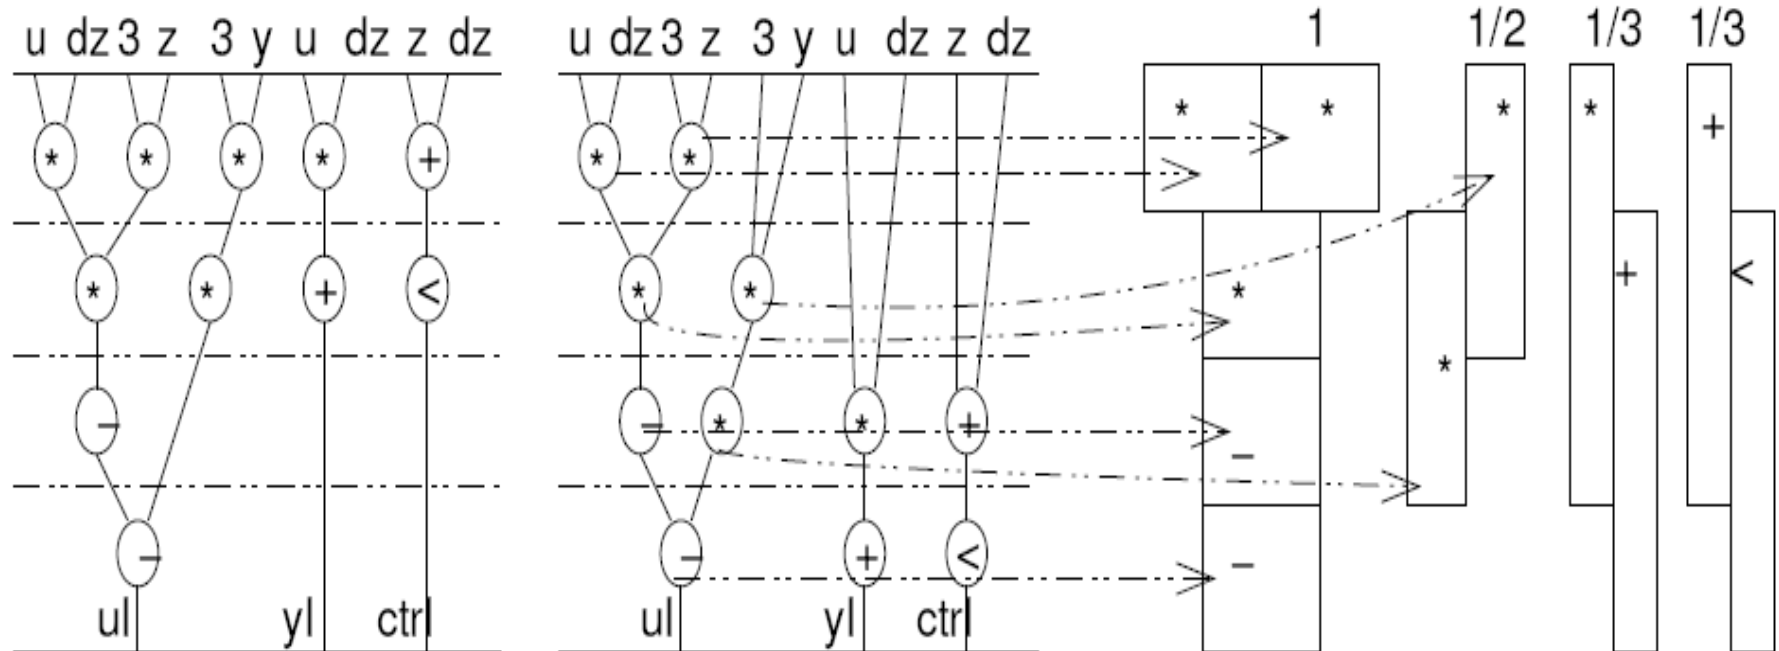 u dz 3 z 3 y u dz z dz
* * * * +
* * + <
-
-
ul yl ctrl
u dz 3 z 3 y u dz z dz
* *
* *
- * * +
- + <
ul yl ctrl
1 1/2 1/3 1/3
* * * * +
* + <
*
-
-